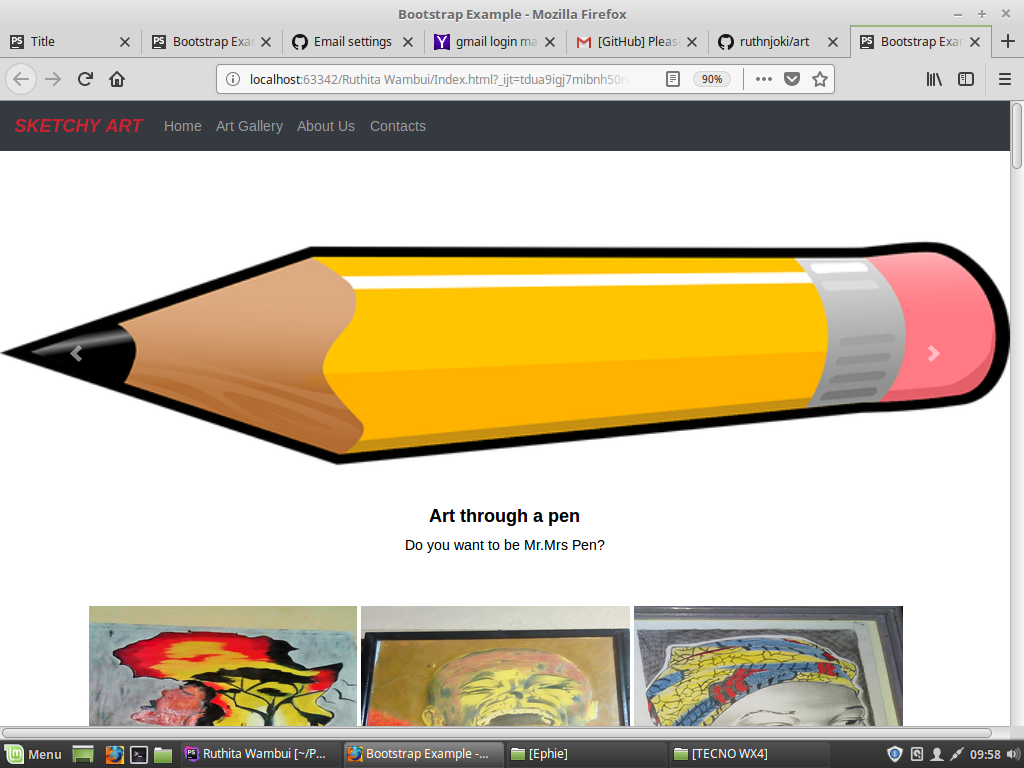 Bootstrap Example - Mozilla Firefox
Title
Bootstrap Exa
Email settings
gmail login ma
[GitHub] Pleas
ruthnjoki/art
Bootstrap Exar
localhost:63342/Ruthita Wambui/Index.html?_ijt=tdua9igj7mibnh50
90%
SKETCHY ART
Home
Art Gallery
About Us
Contacts
Art through a pen
Do you want to be Mr.Mrs Pen?
Menu
Ruthita Wambui [~/P...
Bootstrap Example -...
[Ephie]
[TECNO WX4]
09:58